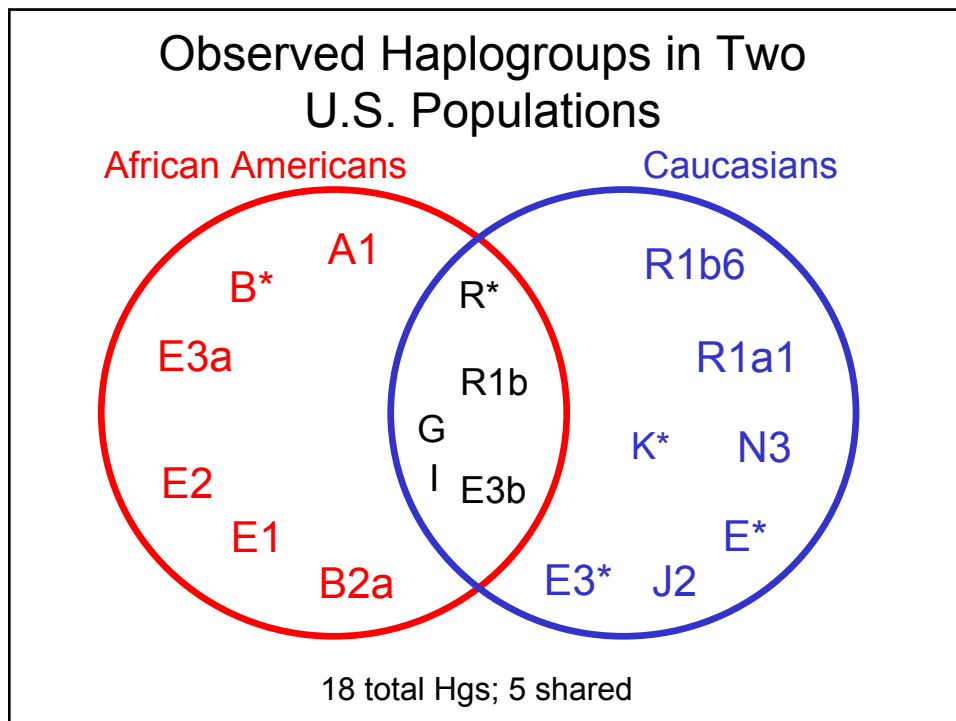 Observed Haplogroups in Two
U.S. Populations
African Americans
Caucasians
A1
B*
E3a
E2
E1
B2a
R*
R1b
G
I
E3b
R1b6
R1a1
K*
N3
E*
E3*
J2
18 total Hgs; 5 shared